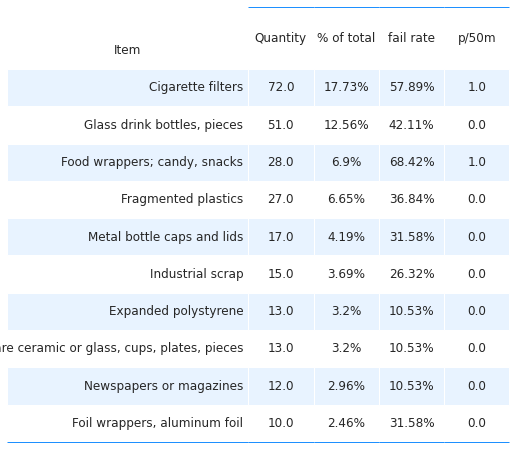 Item Quantity % of total fail rate p/50m
Cigarette filters 72.0 17.73% 57.89% 1.0
Glass drink bottles, pieces 51.0 12.56% 42.11% 0.0
Food wrappers; candy, snacks 28.0 6.9% 68.42% 1.0
Fragmented plastics 27.0 6.65% 36.84% 0.0
Metal bottle caps and lids 17.0 4.19% 31.58% 0.0
Industrial scrap 15.0 3.69% 26.32% 0.0
Expanded polystyrene 13.0 3.2% 10.53% 0.0
ceramic or glass, cups, plates, pieces 13.0 3.2% 10.53% 0.0
Newspapers or magazines 12.0 2.96% 10.53% 0.0
Foil wrappers, aluminum foil 10.0 2.46% 31.58% 0.0